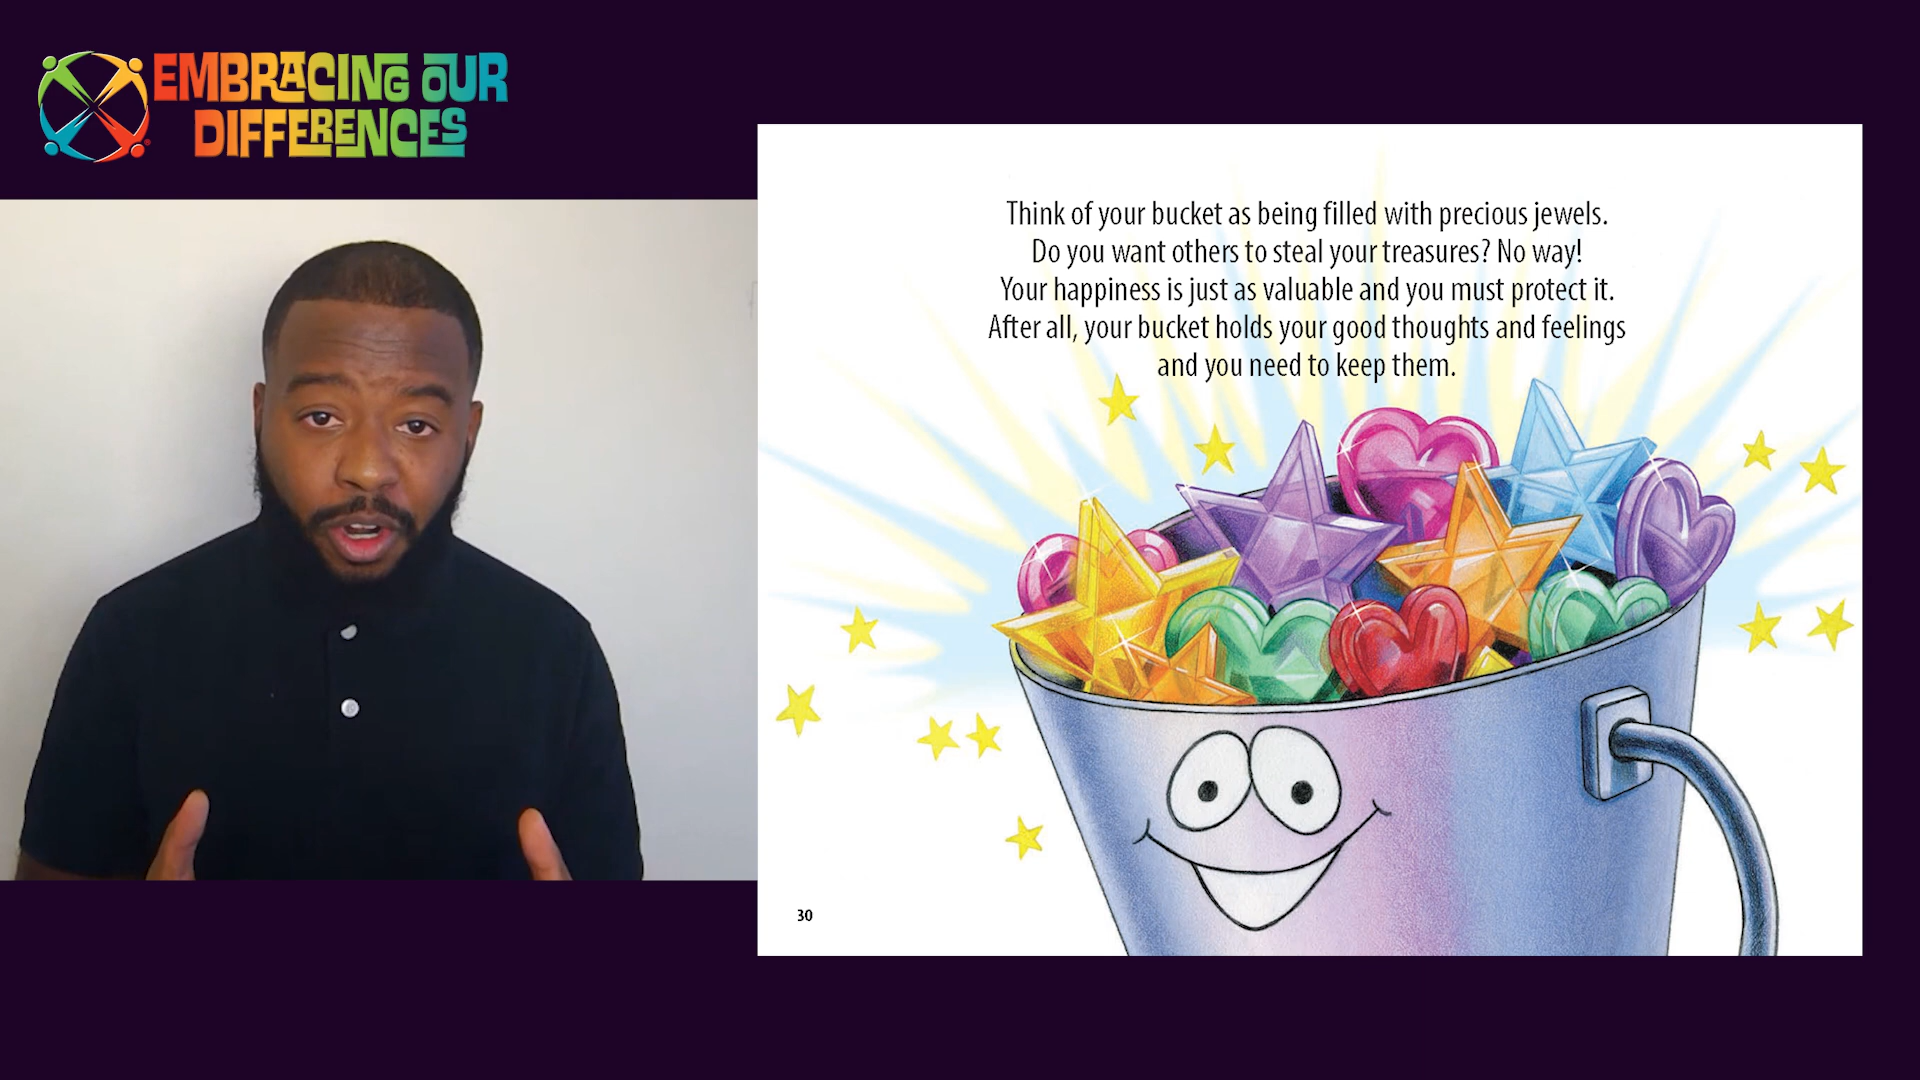 EMBRACING OUR
DIFFERENCES
Think of your bucket as being filled with precious jewels.
Do you want others to steal your treasures? No way!
Your happiness is just as valuable and you must protect it.
After all, your bucket holds your good thoughts and feelings
and you need to keep them.
30